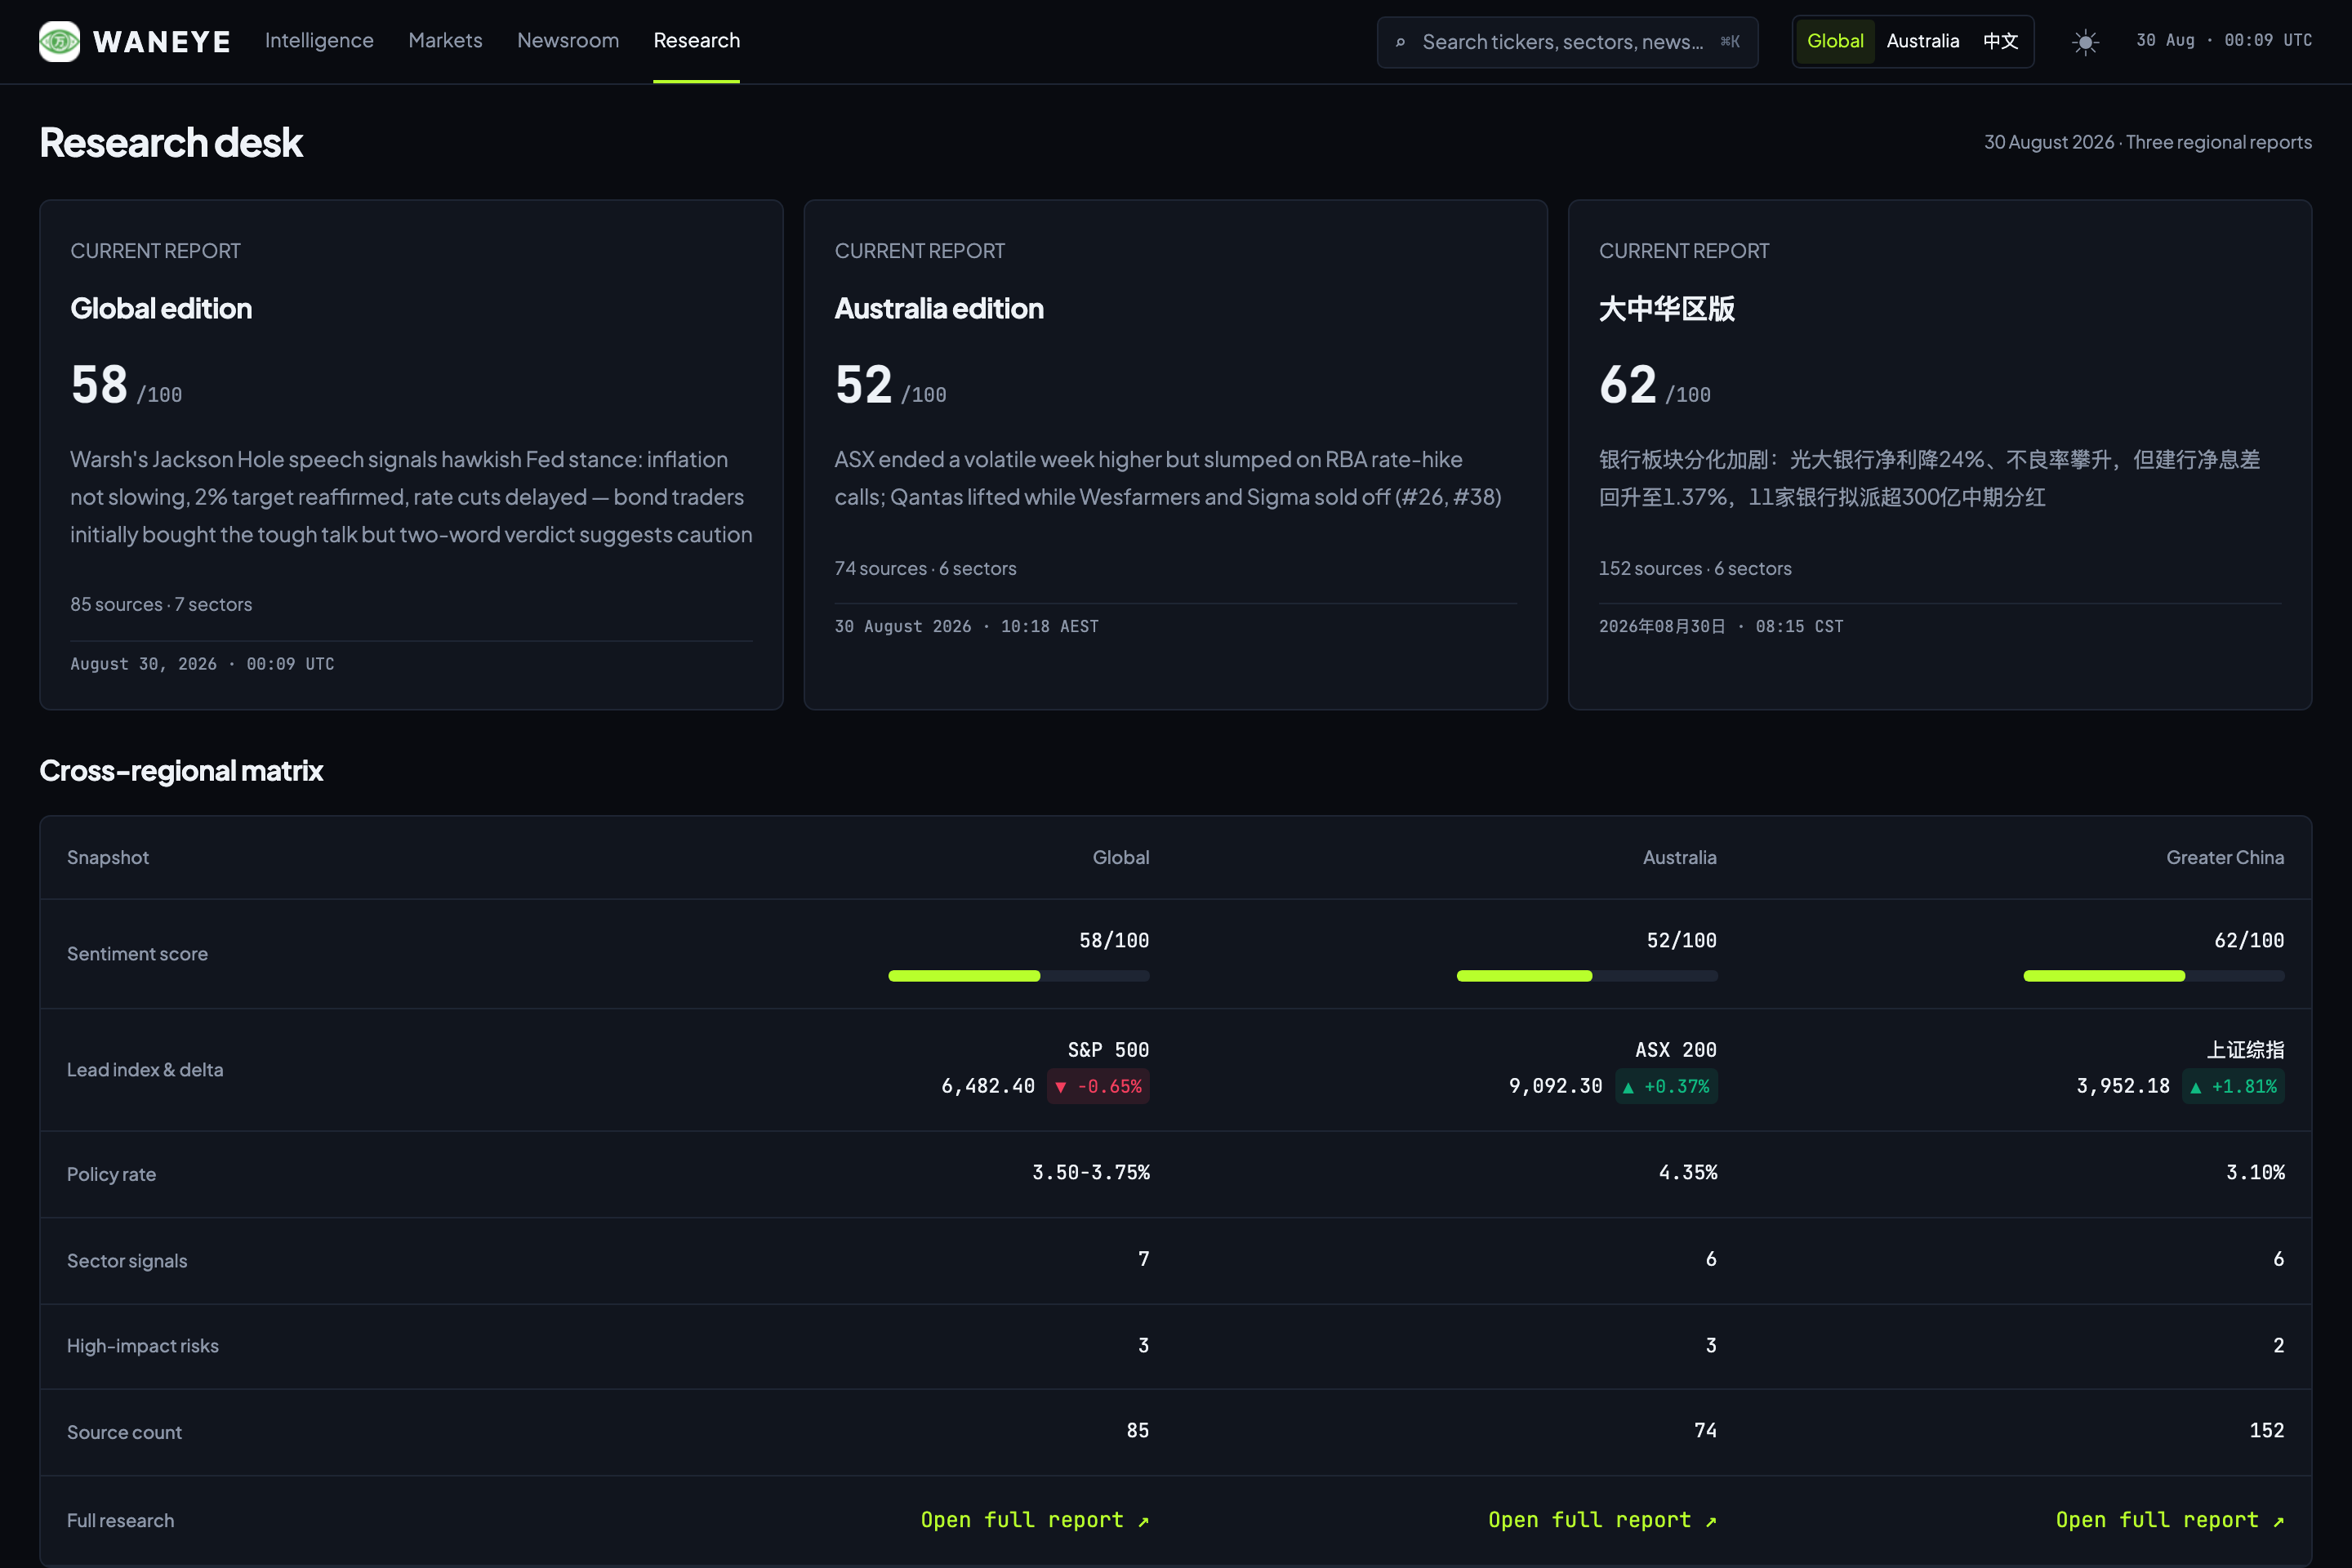 WANEYE
Intelligence
Markets
Newsroom
Research
Search tickers, sectors, news... ⌘K
Global
Australia
中文
30 Aug · 00:09 UTC
Research desk
30 August 2026 · Three regional reports
CURRENT REPORT
Global edition
58 /100
Warsh's Jackson Hole speech signals hawkish Fed stance: inflation
not slowing, 2% target reaffirmed, rate cuts delayed — bond traders
initially bought the tough talk but two-word verdict suggests caution
85 sources · 7 sectors
August 30, 2026 · 00:09 UTC
CURRENT REPORT
Australia edition
52 /100
ASX ended a volatile week higher but slumped on RBA rate-hike
calls; Qantas lifted while Wesfarmers and Sigma sold off (#26, #38)
74 sources · 6 sectors
30 August 2026 · 10:18 AEST
CURRENT REPORT
大中华区版
62 /100
银行板块分化加剧：光大银行净利降24%、不良率攀升，但建行净息差
回升至1.37%，11家银行拟派超300亿中期分红
152 sources · 6 sectors
2026年08月30日 · 08:15 CST
Cross-regional matrix
Snapshot Global Australia Greater China
Sentiment score 58/100 52/100 62/100
Lead index & delta
S&P 500
6,482.40 ▼ -0.65%
ASX 200
9,092.30 ▲ +0.37%
上证综指
3,952.18 ▲ +1.81%
Policy rate 3.50-3.75% 4.35% 3.10%
Sector signals 7 6 6
High-impact risks 3 3 2
Source count 85 74 152
Full research Open full report ↗ Open full report ↗ Open full report ↗